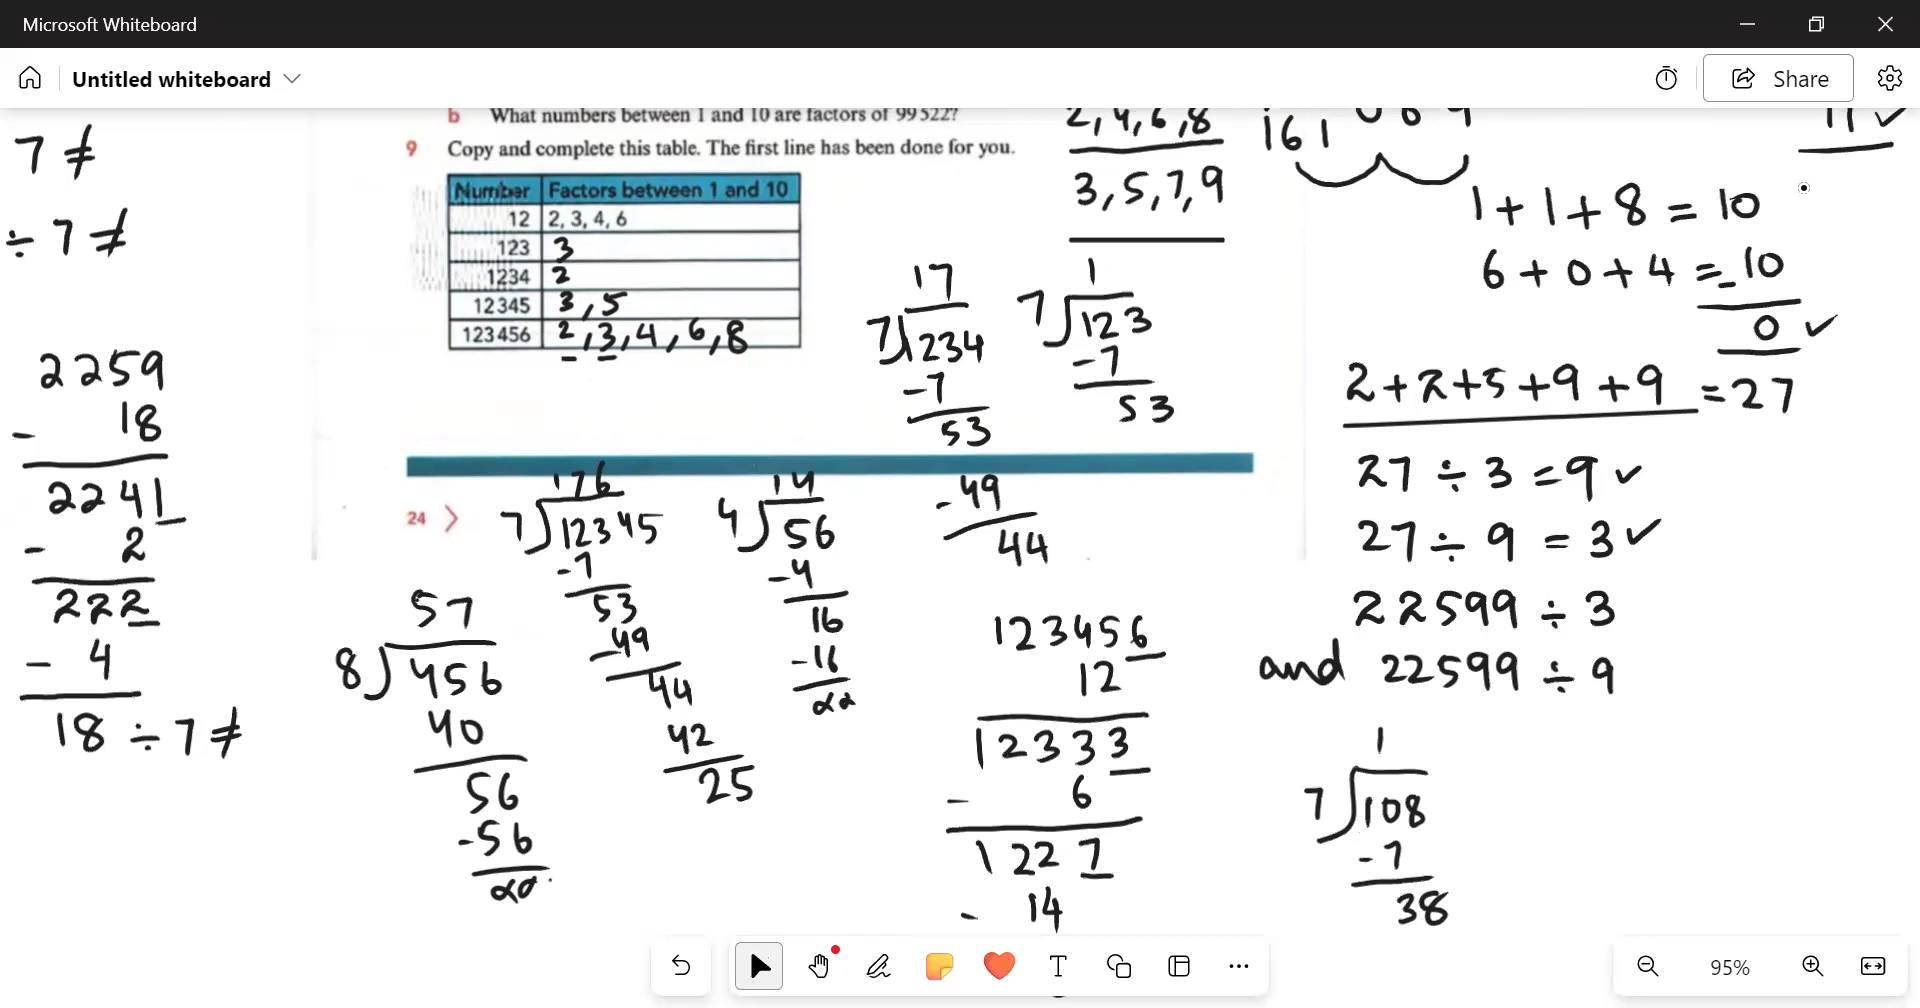 Microsoft Whiteboard
Untitled whiteboard
Share
b What numbers between 1 and 10 are factors of 99 522?
9 Copy and complete this table. The first line has been done for you.
Number Factors between 1 and 10
12 2, 3, 4, 6
123 3
1234 2
12345 3, 5
123456 2, 3, 4, 6, 8
24
7 ≠
÷ 7 ≠
2259
- 18
2241
- 2
222
- 4
18 ÷ 7 ≠
2, 4, 6, 8
3, 5, 7, 9
161
17
7 1234
-7
53
-49
44
1
7 123
-7
53
176
7 12345
-7
53
-49
44
42
25
14
4 56
-4
16
-16
00
57
8 456
40
56
-56
00
123456
12
12333
- 6
1227
- 14
11 ✓
1 + 1 + 8 = 10
6 + 0 + 4 = -10
0 ✓
2 + 2 + 5 + 9 + 9 = 27
27 ÷ 3 = 9 ✓
27 ÷ 9 = 3 ✓
22599 ÷ 3
and 22599 ÷ 9
1
7 108
-7
38
95%